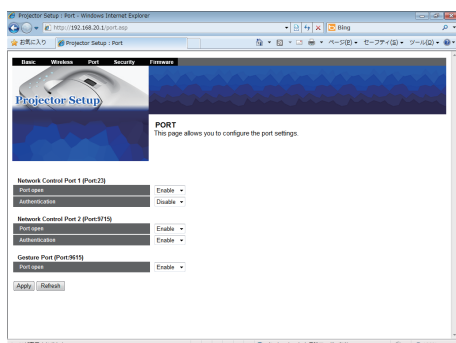 Projector Setup : Port - Windows Internet Explorer
http://192.168.20.1/port.asp
Bing
お気に入り
Projector Setup : Port
ページ(P)
セーフティ(S)
ツール(O)
Basic Wireless Port Security Firmware
Projector Setup
PORT
This page allows you to configure the port settings.
Network Control Port 1 (Port:23)
Port open Enable
Authentication Disable
Network Control Port 2 (Port:9715)
Port open Enable
Authentication Enable
Gesture Port (Port:9615)
Port open Enable
Apply Refresh